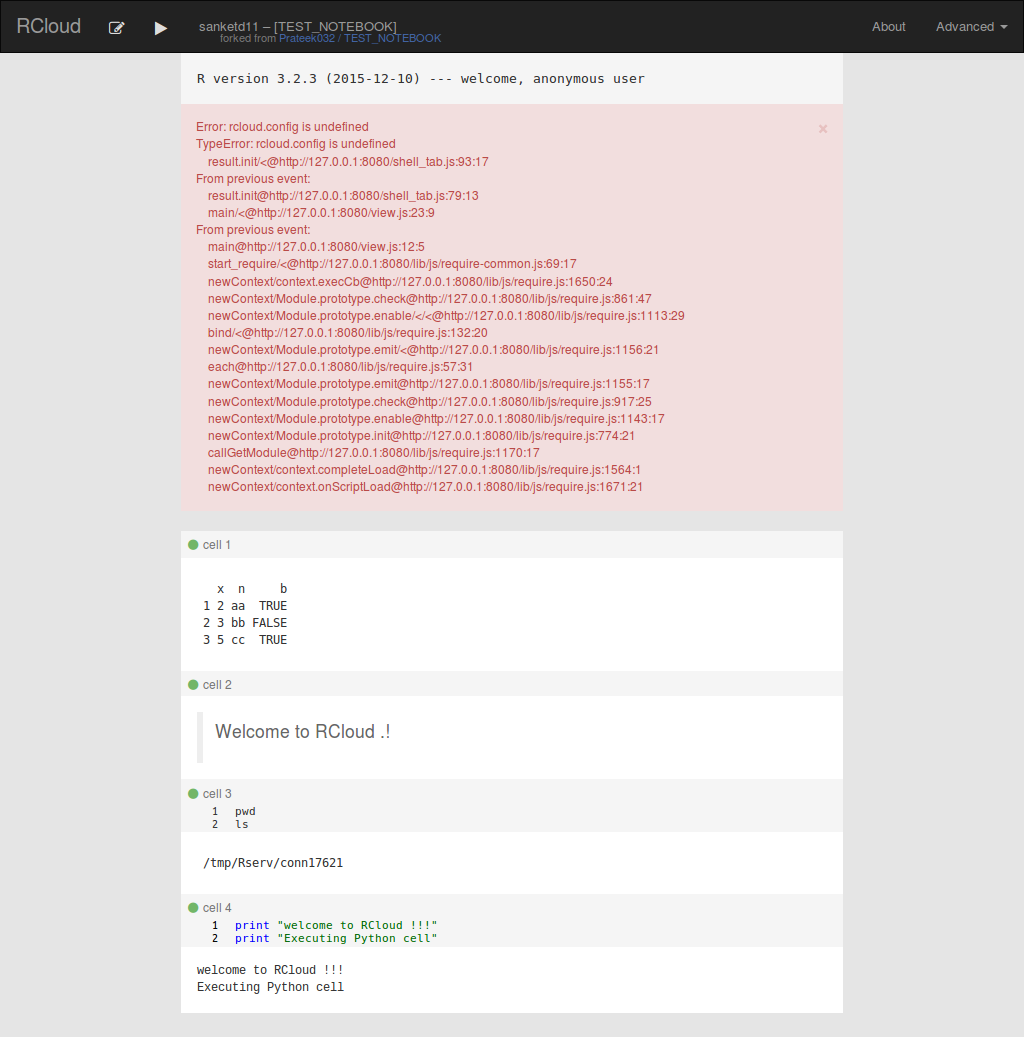 RCloud sanketd11 – [TEST_NOTEBOOK] About Advanced
forked from Prateek032 / TEST_NOTEBOOK
R version 3.2.3 (2015-12-10) --- welcome, anonymous user
Error: rcloud.config is undefined ×
TypeError: rcloud.config is undefined
result.init/<@http://127.0.0.1:8080/shell_tab.js:93:17
From previous event:
result.init@http://127.0.0.1:8080/shell_tab.js:79:13
main/<@http://127.0.0.1:8080/view.js:23:9
From previous event:
main@http://127.0.0.1:8080/view.js:12:5
start_require/<@http://127.0.0.1:8080/lib/js/require-common.js:69:17
newContext/context.execCb@http://127.0.0.1:8080/lib/js/require.js:1650:24
newContext/Module.prototype.check@http://127.0.0.1:8080/lib/js/require.js:861:47
newContext/Module.prototype.enable/</<@http://127.0.0.1:8080/lib/js/require.js:1113:29
bind/<@http://127.0.0.1:8080/lib/js/require.js:132:20
newContext/Module.prototype.emit/<@http://127.0.0.1:8080/lib/js/require.js:1156:21
each@http://127.0.0.1:8080/lib/js/require.js:57:31
newContext/Module.prototype.emit@http://127.0.0.1:8080/lib/js/require.js:1155:17
newContext/Module.prototype.check@http://127.0.0.1:8080/lib/js/require.js:917:25
newContext/Module.prototype.enable@http://127.0.0.1:8080/lib/js/require.js:1143:17
newContext/Module.prototype.init@http://127.0.0.1:8080/lib/js/require.js:774:21
callGetModule@http://127.0.0.1:8080/lib/js/require.js:1170:17
newContext/context.completeLoad@http://127.0.0.1:8080/lib/js/require.js:1564:1
newContext/context.onScriptLoad@http://127.0.0.1:8080/lib/js/require.js:1671:21
cell 1
x n b
1 2 aa TRUE
2 3 bb FALSE
3 5 cc TRUE
cell 2
Welcome to RCloud .!
cell 3
1 pwd
2 ls
/tmp/Rserv/conn17621
cell 4
1 print "welcome to RCloud !!!"
2 print "Executing Python cell"
welcome to RCloud !!!
Executing Python cell